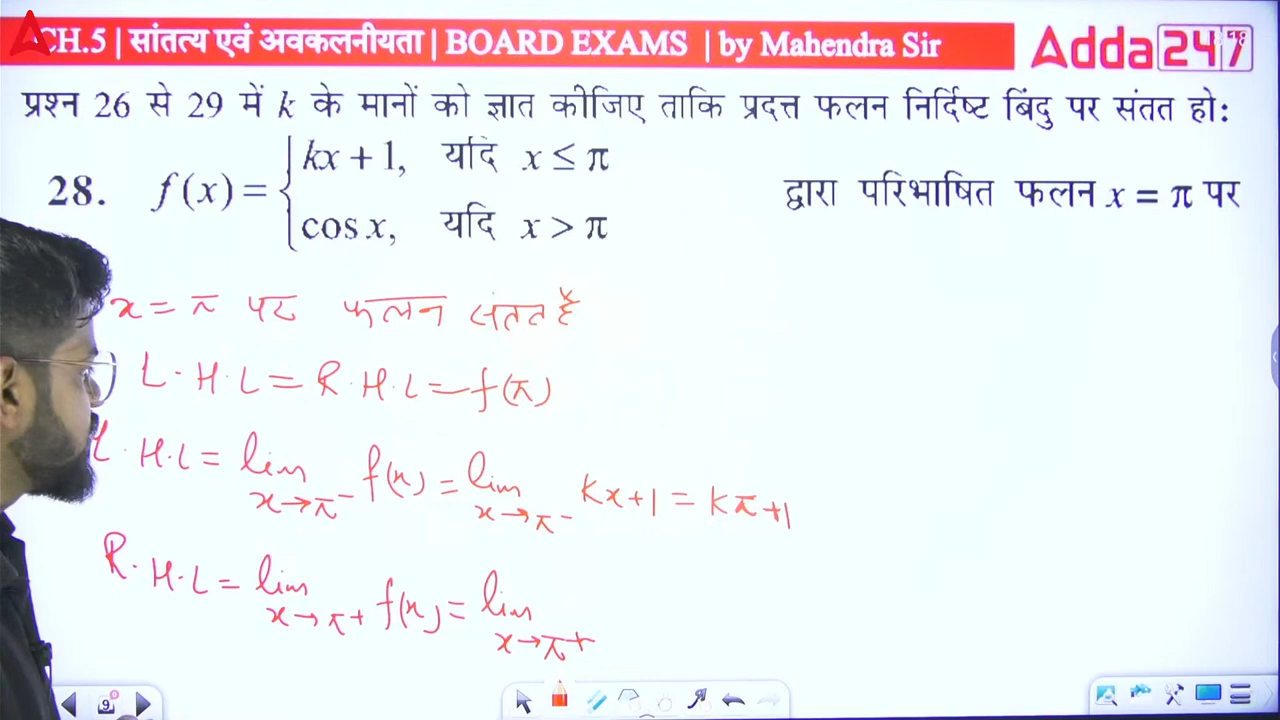 CH.5 | सांतत्य एवं अवकलनीयता | BOARD EXAMS | by Mahendra Sir
Adda247
प्रश्न 26 से 29 में k के मानों को ज्ञात कीजिए ताकि प्रदत्त फलन निर्दिष्ट बिंदु पर संतत हो:
28. f(x) = { kx + 1, यदि x ≤ π
cos x, यदि x > π
द्वारा परिभाषित फलन x = π पर
x = π पर फलन संतत है
L.H.L = R.H.L = f(π)
L.H.L = lim x→π⁻ f(x) = lim x→π⁻ kx+1 = kπ+1
R.H.L = lim x→π+ f(x) = lim x→π+
9